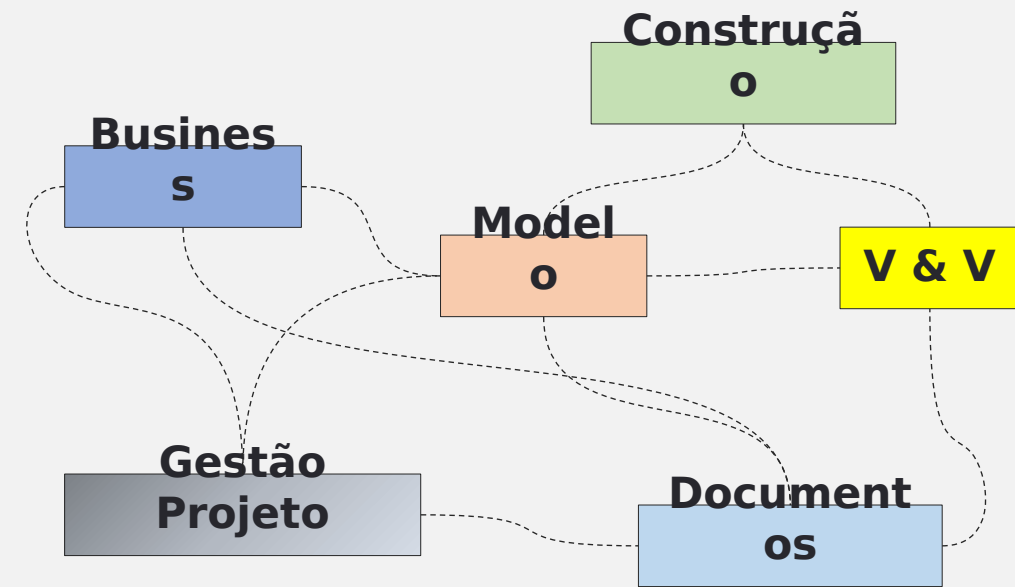 Construçã
o
Busines
s
Model
o
V & V
Gestão
Projeto
Document
os